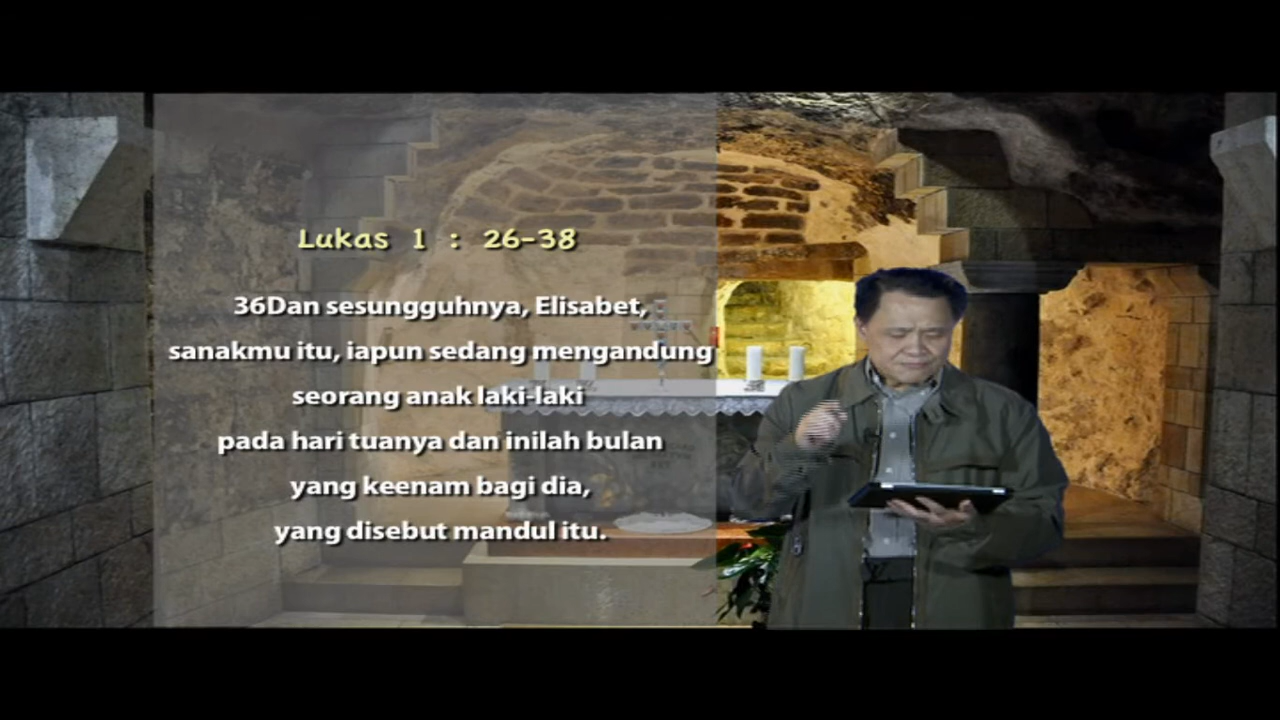 Lukas 1 : 26-38
36Dan sesungguhnya, Elisabet,
sanakmu itu, iapun sedang mengandung
seorang anak laki-laki
pada hari tuanya dan inilah bulan
yang keenam bagi dia,
yang disebut mandul itu.